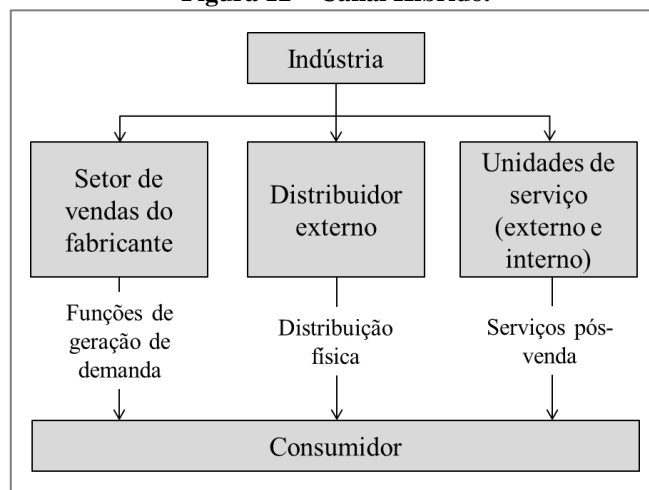 Indústria
Setor de
vendas do
fabricante
Distribuidor
externo
Unidades de
serviço
(externo e
interno)
Funções de
geração de
demanda
Distribuição
física
Serviços pós-
venda
Consumidor